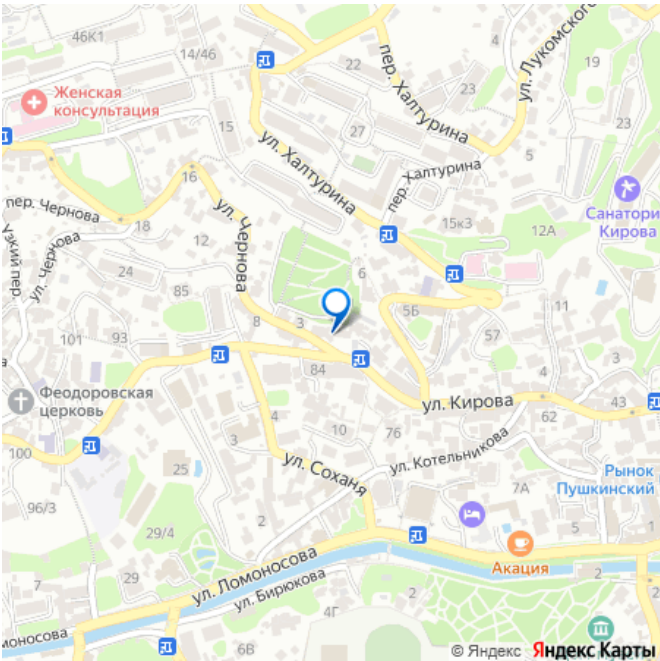 46К1
14/46
22
пер. Халтурина
ул. Лукомского
19
Женская
консультация
23
27
15
23
ул. Халтурина
пер. Халтурина
16
пер. Чернова
18
ул. Чернова
12
15к3
12А
Санатори
Кирова
Узкий пер.
ул. Чернова
24
85
6
5Б
11
101
93
8
3
57
3
84
4
Феодоровская
церковь
ул. Кирова
62
43
100
3
10
76
ул. Котельникова
25
4
ул. Соханя
7А
Рынок
Пушкинский
96/3
2
5
1
29/4
29
ул. Ломоносова
Акация
2
ул. Бирюкова
4Г
моносова
6В
© Яндекс Яндекс Карты